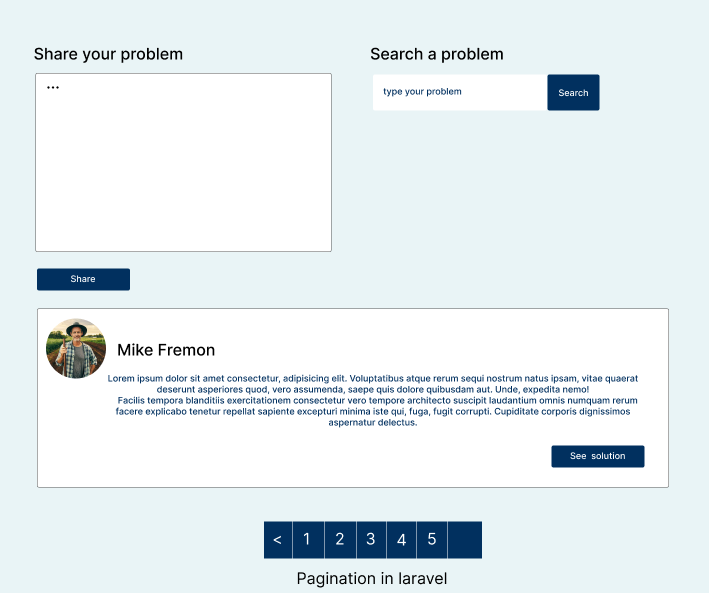 Share your problem
Search a problem
...
type your problem
Search
Share
Mike Fremon
Lorem ipsum dolor sit amet consectetur, adipisicing elit. Voluptatibus atque rerum sequi nostrum natus ipsam, vitae quaerat
deserunt asperiores quod, vero assumenda, saepe quis dolore quibusdam aut. Unde, expedita nemo!
Facilis tempora blanditiis exercitationem consectetur vero tempore architecto suscipit laudantium omnis numquam rerum
facere explicabo tenetur repellat sapiente excepturi minima iste qui, fuga, fugit corrupti. Cupiditate corporis dignissimos
aspernatur delectus.
See solution
< 1 2 3 4 5
Pagination in laravel